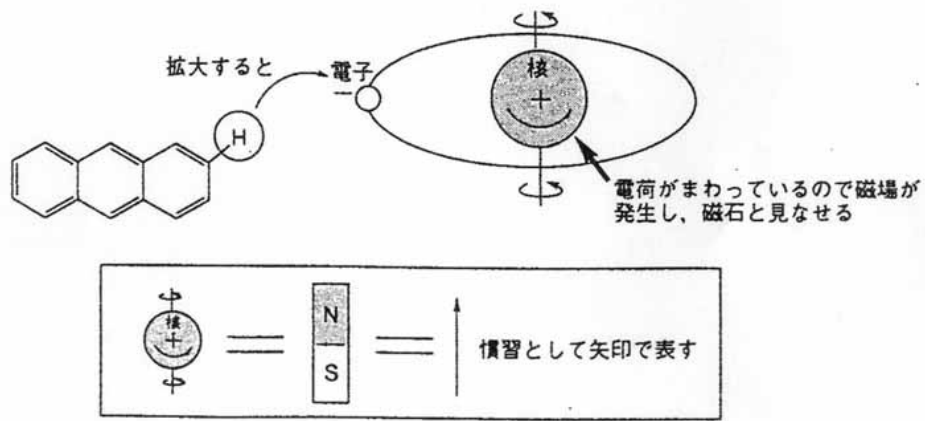 拡大すると
電子
−
核
+
H
電荷がまわっているので磁場が
発生し、磁石と見なせる
核
+
N
S
慣習として矢印で表す